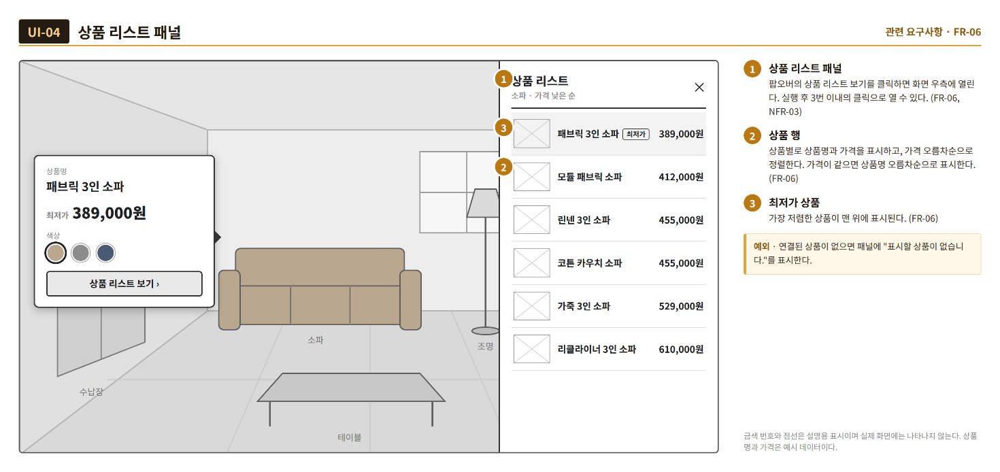 UI-04 상품 리스트 패널
관련 요구사항 · FR-06
상품명
패브릭 3인 소파
최저가 389,000원
색상
상품 리스트 보기 ›
소파
조명
수납장
테이블
1
상품 리스트
소파 · 가격 낮은 순
3
패브릭 3인 소파 최저가 389,000원
2
모듈 패브릭 소파 412,000원
린넨 3인 소파 455,000원
코튼 카우치 소파 455,000원
가죽 3인 소파 529,000원
리클라이너 3인 소파 610,000원
1 상품 리스트 패널
팝오버의 상품 리스트 보기를 클릭하면 화면 우측에 열린
다. 실행 후 3번 이내의 클릭으로 열 수 있다. (FR-06,
NFR-03)
2 상품 행
상품별로 상품명과 가격을 표시하고, 가격 오름차순으로
정렬한다. 가격이 같으면 상품명 오름차순으로 표시한다.
(FR-06)
3 최저가 상품
가장 저렴한 상품이 맨 위에 표시된다. (FR-06)
예외 · 연결된 상품이 없으면 패널에 "표시할 상품이 없습니
다."를 표시한다.
금색 번호와 점선은 설명용 표시이며 실제 화면에는 나타나지 않는다. 상품
명과 가격은 예시 데이터이다.